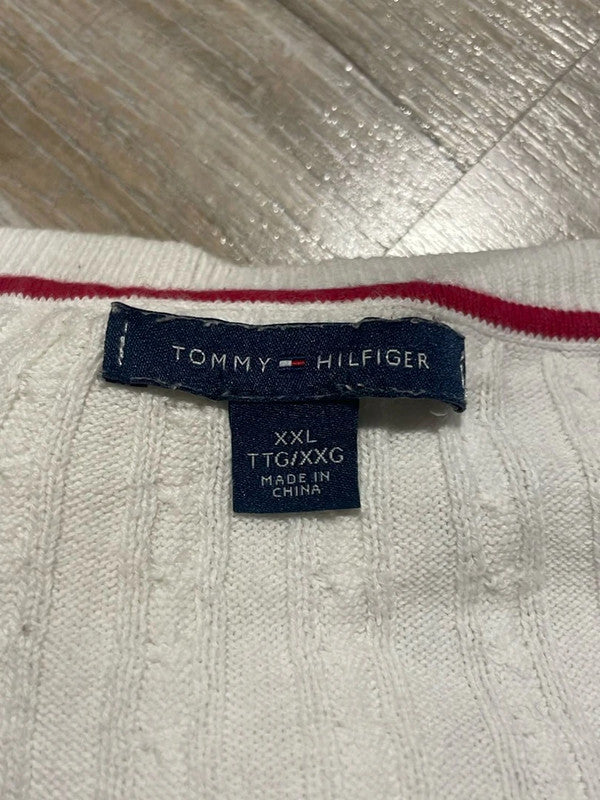 TOMMY HILFIGER
XXL
TTG/XXG
MADE IN
CHINA